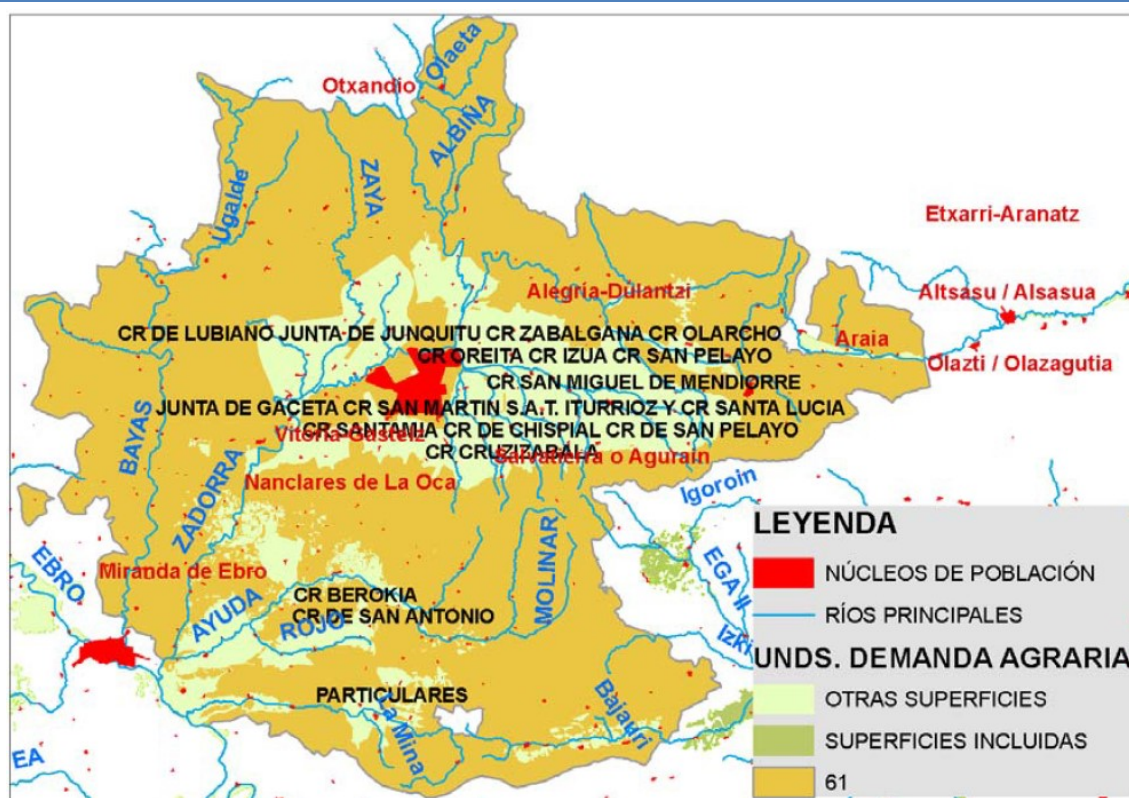 Otxandio
Olaeta
ALBIÑA
ZAYA
Ugalde
Etxarri-Aranatz
Alegría-Dulantzi
Altsasu / Alsasua
CR DE LUBIANO JUNTA DE JUNQUITU CR ZABALGANA CR OLARCHO
Araia
CR OREITA CR IZUA CR SAN PELAYO
Olazti / Olazagutia
CR SAN MIGUEL DE MENDIORRE
BAYAS
JUNTA DE GACETA CR SAN MARTIN S.A.T. ITURRIOZ Y CR SANTA LUCIA
CR SANTAMIA CR DE CHISPIAL CR DE SAN PELAYO
Vitoria-Gasteiz
CR CRUZIZABALA
Salvatierra o Agurain
Nanclares de La Oca
ZADORRA
Igoroin
LEYENDA
MOLINAR
EBRO
Miranda de Ebro
EGA II
NÚCLEOS DE POBLACIÓN
CR BEROKIA
AYUDA
CR DE SAN ANTONIO
ROJO
RÍOS PRINCIPALES
Izki
UNDS. DEMANDA AGRARIA
PARTICULARES
OTRAS SUPERFICIES
La Mina
Bajauri
SUPERFICIES INCLUIDAS
EA
61